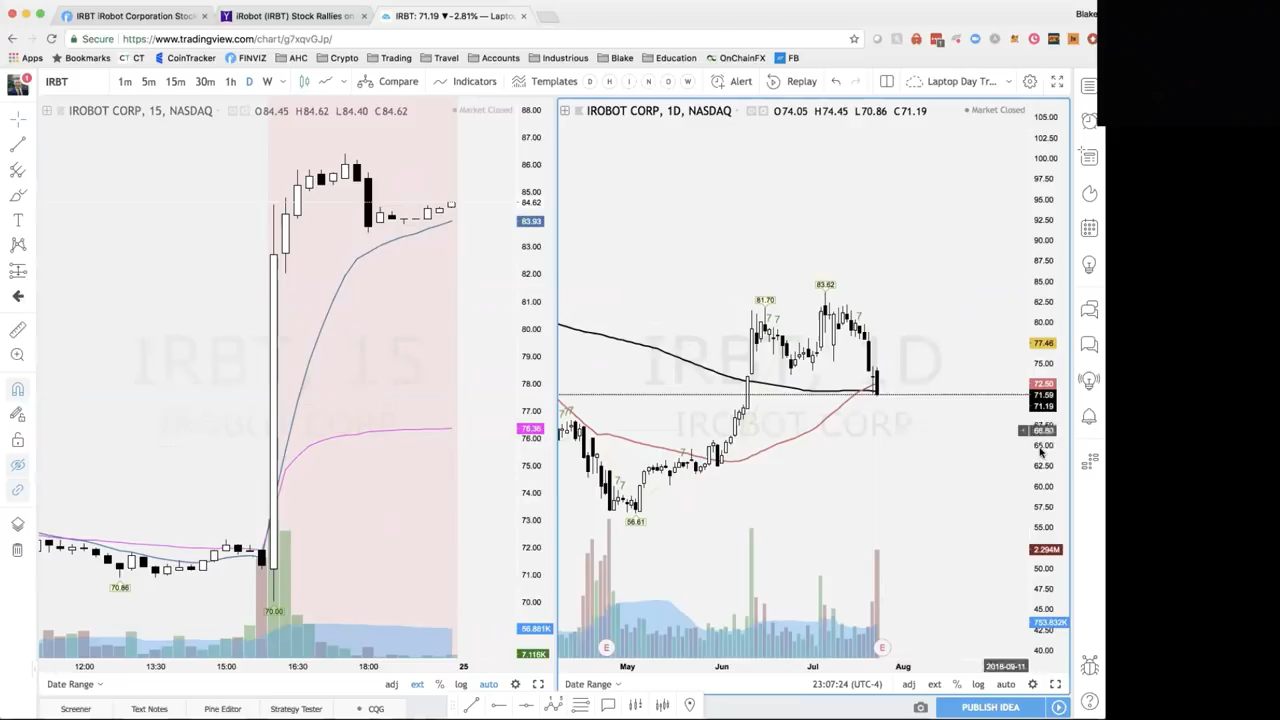 IRBT iRobot Corporation Stock
iRobot (IRBT) Stock Rallies on
IRBT: 71.19 ▼−2.81% — Lapto
Blake
Secure
https://www.tradingview.com/chart/g7xqvGJp/
Apps
Bookmarks
CT
CoinTracker
FINVIZ
AHC
Crypto
Trading
Travel
Accounts
Industrious
Blake
Education
OnChainFX
FB
IRBT
1m 5m 15m 30m 1h D W
Compare
Indicators
Templates D H I N O W
Alert
Replay
Laptop Day Tr...
IROBOT CORP, 15, NASDAQ
O84.45 H84.62 L84.40 C84.62
Market Closed
88.00
87.00
86.00
85.00
84.62
83.93
83.00
82.00
81.00
80.00
79.00
78.00
77.00
76.36
76.00
75.00
74.00
73.00
72.00
71.00
70.00
56.881K
7.116K
IRBT, 15
70.86
70.00
12:00 13:30 15:00 16:30 18:00 25
Date Range
adj ext % log auto
IROBOT CORP, 1D, NASDAQ
O74.05 H74.45 L70.86 C71.19
Market Closed
IRBT, 1D
IROBOT CORP
81.70
83.62
56.61
7 7
7
E
E
105.00
102.50
100.00
97.50
95.00
92.50
90.00
87.50
85.00
82.50
80.00
77.46
75.00
72.50
71.59
71.19
65.00
62.50
60.00
57.50
55.00
2.294M
50.00
47.50
45.00
753.832K
42.50
40.00
May Jun Jul Aug
2018-09-11
Date Range
23:07:24 (UTC-4)
adj ext % log auto
Screener
Text Notes
Pine Editor
Strategy Tester
CQG
PUBLISH IDEA